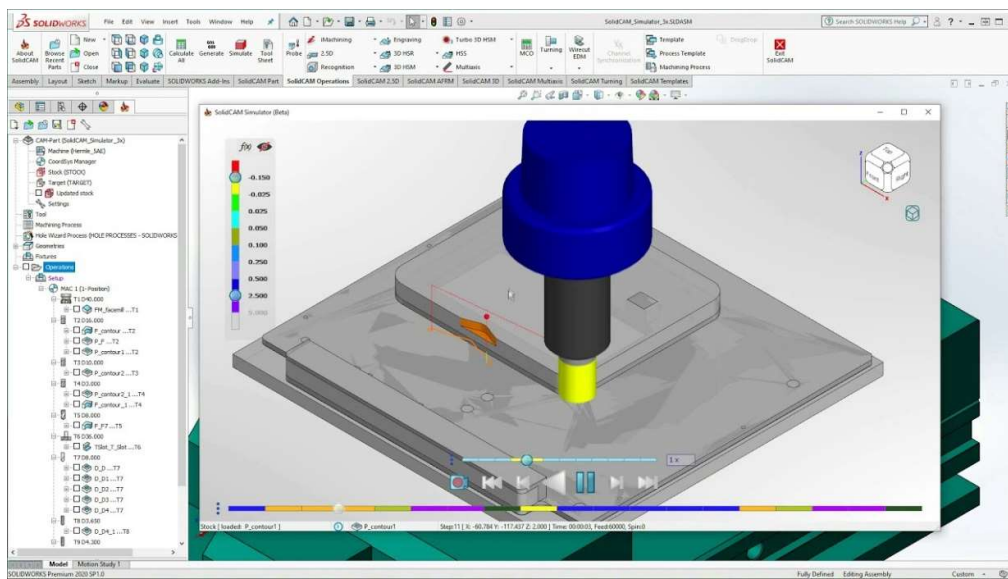 SOLIDWORKS File Edit View Insert Tools Window Help SolidCAM_Simulator_3x.SLDASM Search SOLIDWORKS Help
About SolidCAM
Browse Recent Parts
New
Open
Close
Calculate All
Generate
Simulate
Tool Sheet
Probe
iMachining
2.5D
Recognition
Engraving
3D HSR
3D HSM
Turbo 3D HSM
HSS
Multiaxis
MCO
Turning
Wirecut EDM
Channel Synchronization
Template
Process Template
Machining Process
Exit SolidCAM
Assembly Layout Sketch Markup Evaluate SOLIDWORKS Add-Ins SolidCAM Part SolidCAM Operations SolidCAM 2.5D SolidCAM AFRM SolidCAM 3D SolidCAM Multiaxis SolidCAM Turning SolidCAM Templates
CAM-Part (SolidCAM_Simulator_3x)
Machine (Hermle_SAE)
CoordSys Manager
Stock (STOCK)
Target (TARGET)
Updated stock
Settings
Tool
Machining Process
Hole Wizard Process (HOLE PROCESSES - SOLIDWORKS
Geometries
Fixtures
Operations
Setup
MAC 1 (1-Position)
T1 D40.000
FM_facemill ...T1
T2 D16.000
P_contour ...T2
P_P ...T2
P_contour1 ...T2
T3 D10.000
P_contour2 ...T3
T4 D3.000
P_contour2_1 ...T4
P_contour_1 ...T4
T5 D8.000
F_F7 ...T5
T6 D36.000
TSlot_T_Slot ...T6
T7 D8.000
D_D ...T7
D_D1 ...T7
D_D2 ...T7
D_D3 ...T7
D_D4 ...T7
T8 D3.650
D_D4_1 ...T8
T9 D4.300
SolidCAM Simulator (Beta)
f(x)
-0.150
-0.025
0.025
0.050
0.100
0.250
0.500
2.500
5.000
Top
Front
Right
z
x
1 x
Stock [ loaded: P_contour1 ] P_contour1 Step:11 [ X: -60.784 Y: -117.437 Z: 2.000 ] Time: 00:00:03, Feed:60000, Spin:0
Model Motion Study 1
SOLIDWORKS Premium 2020 SP1.0 Fully Defined Editing Assembly Custom